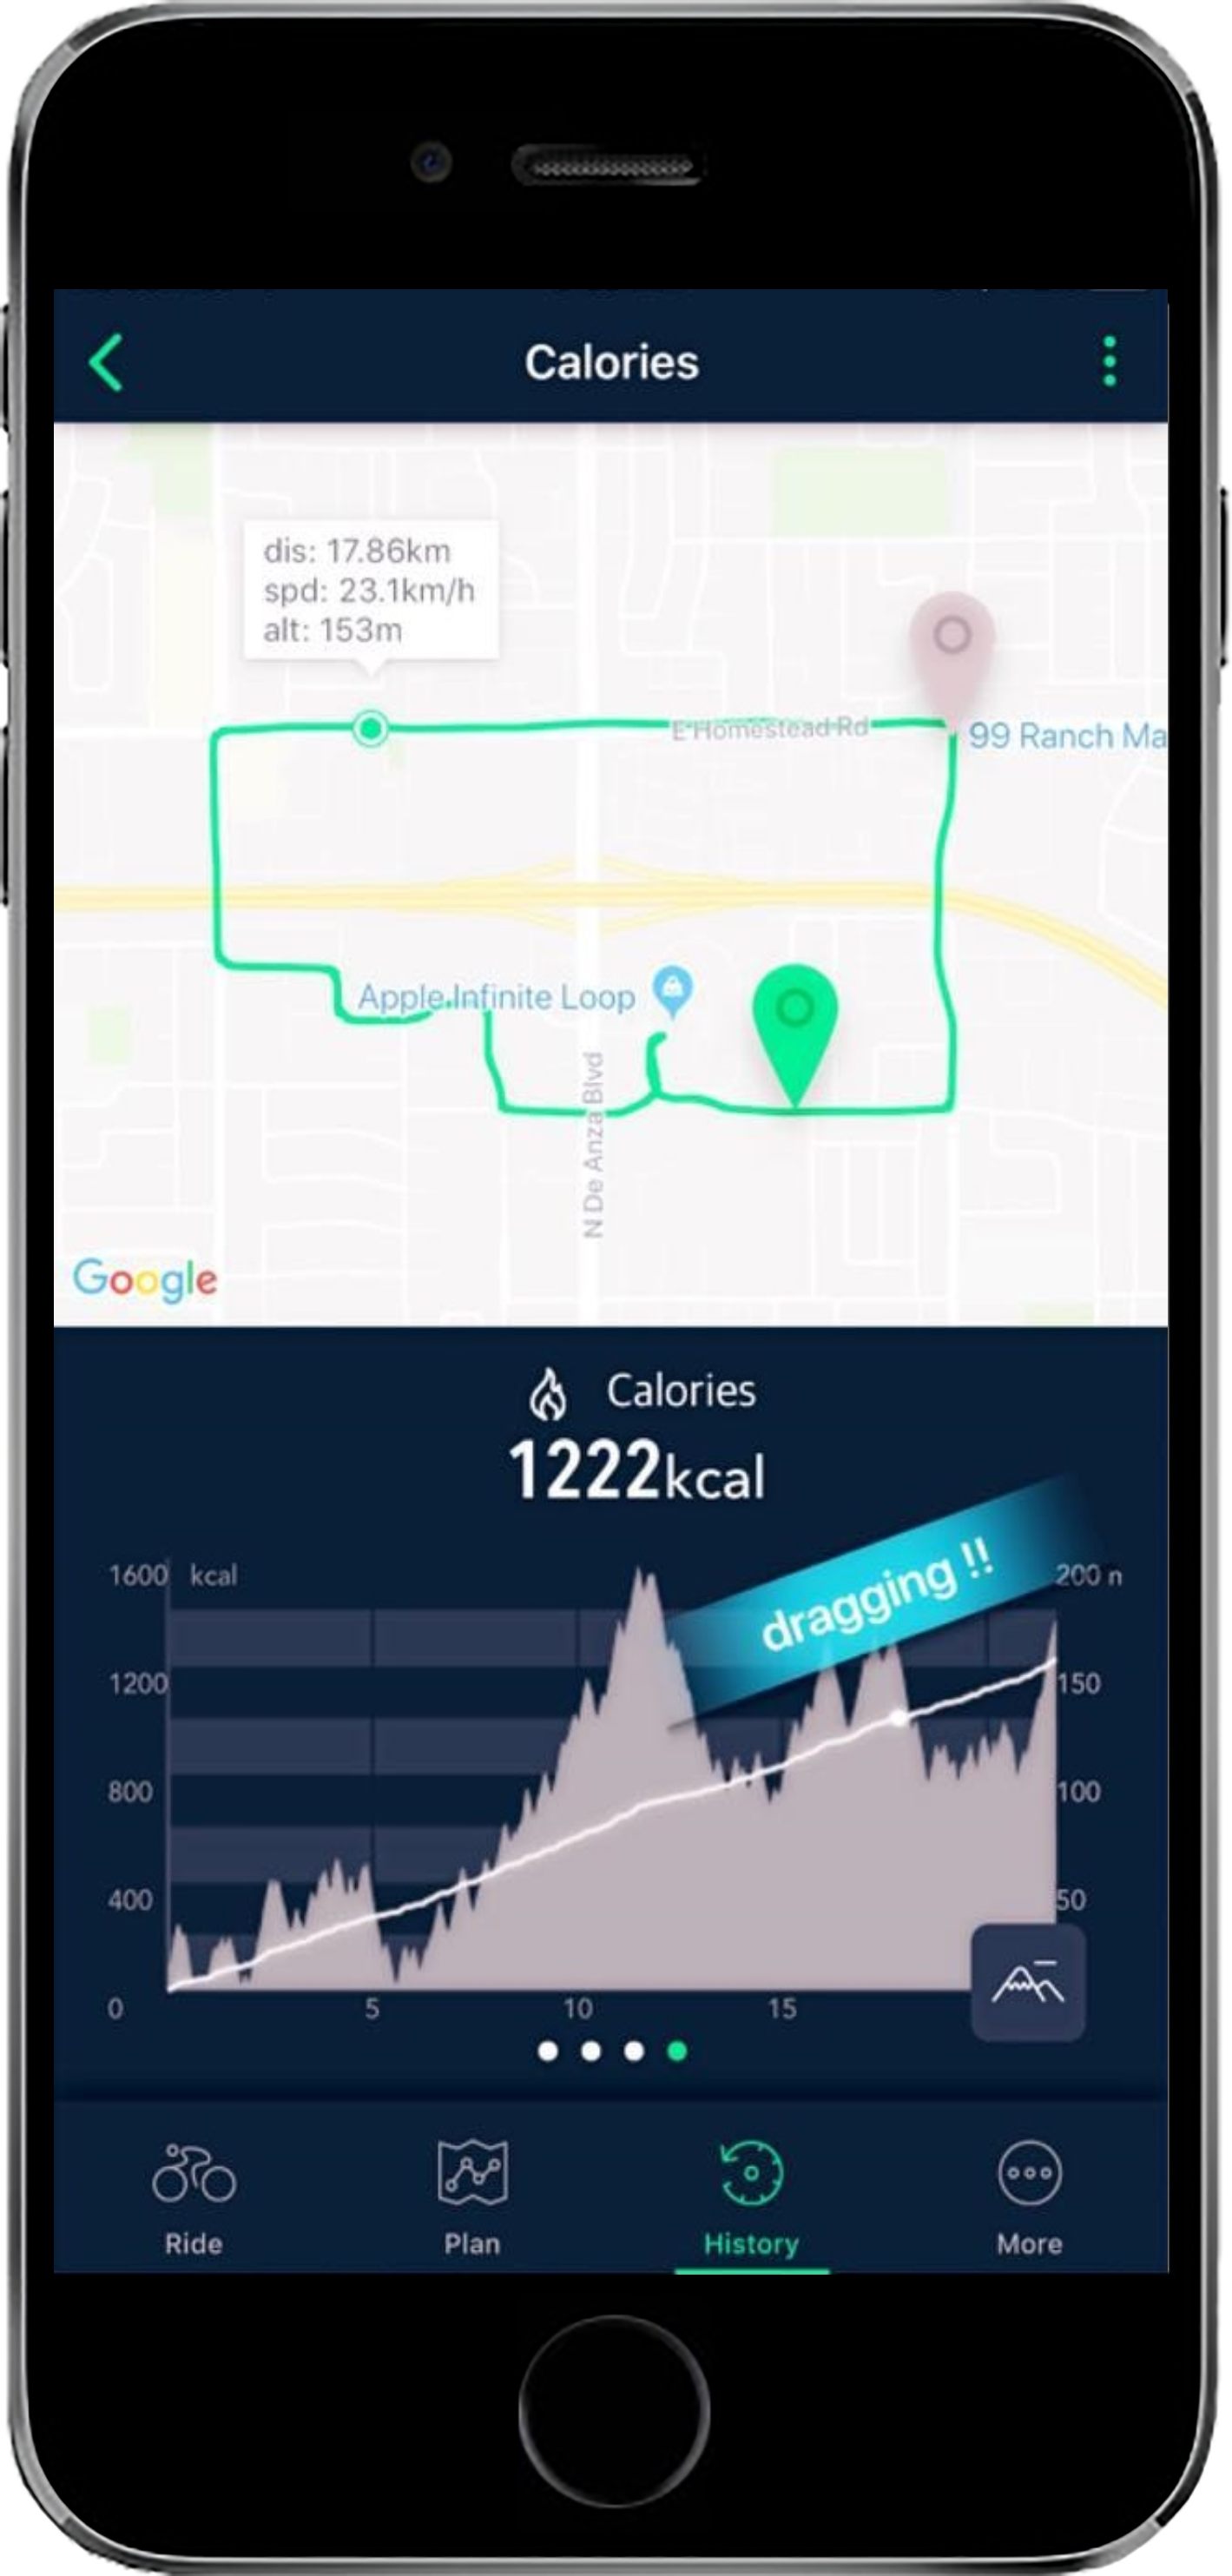 Calories
dis: 17.86km
spd: 23.1km/h
alt: 153m
E Homestead Rd
99 Ranch Ma
Apple Infinite Loop
N De Anza Blvd
Google
Calories
1222kcal
dragging !!
1600 kcal 200 n
1200 150
800 100
400 50
0 5 10 15
Ride Plan History More